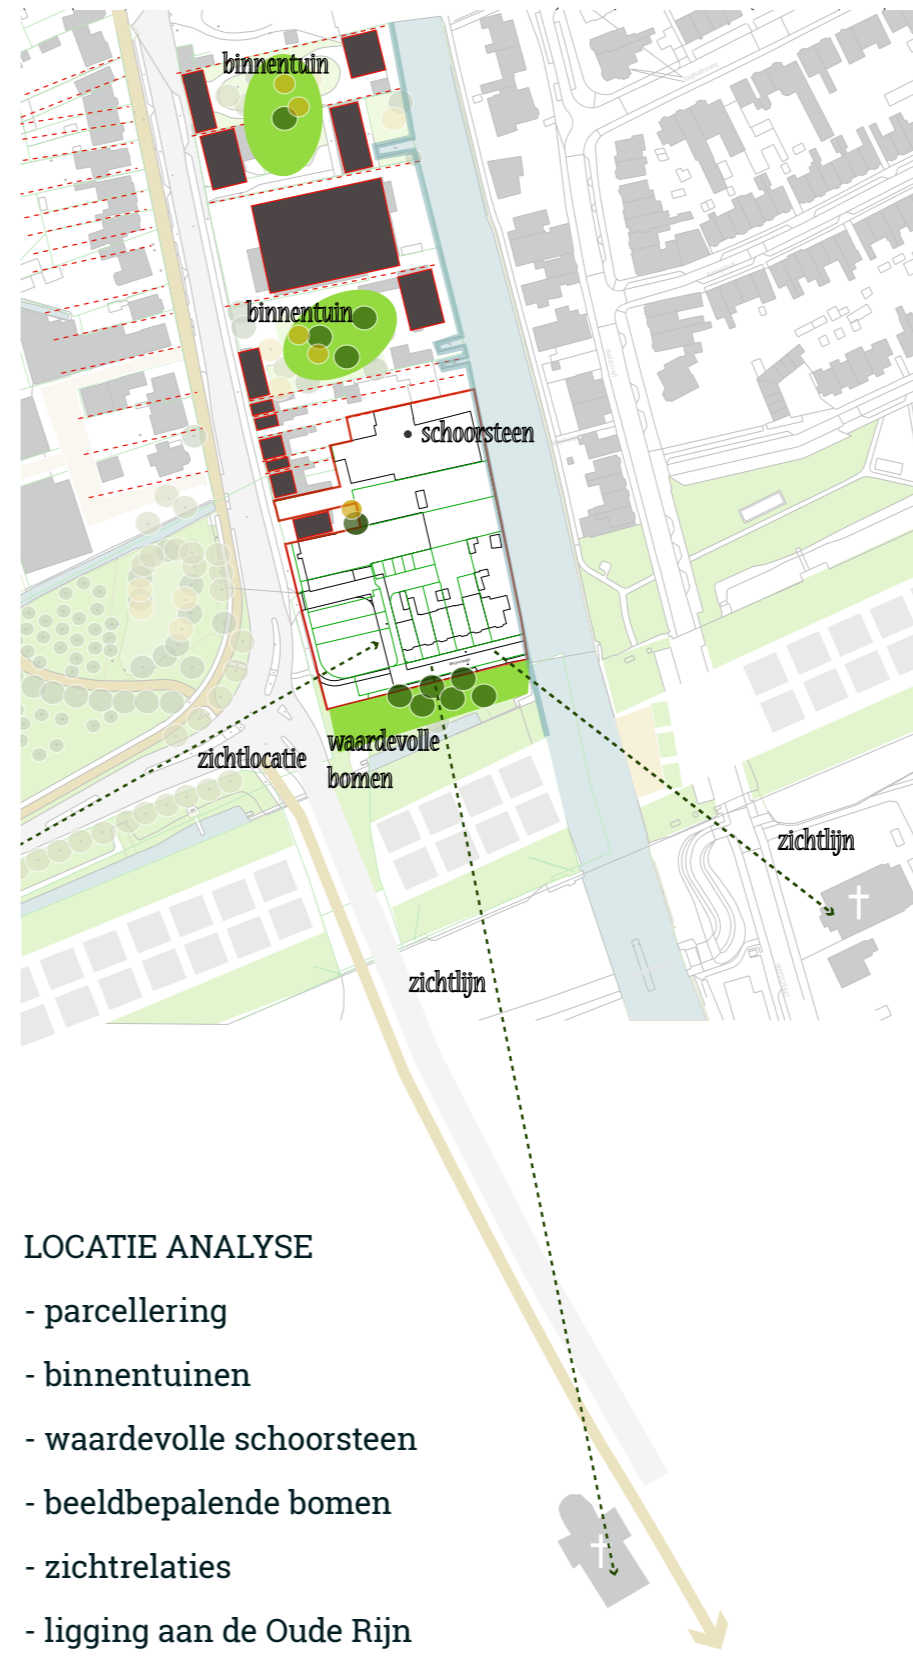 binnentuin
binnentuin
schoorsteen
zichtlocatie
waardevolle
bomen
zichtlijn
zichtlijn
LOCATIE ANALYSE
- parcellering
- binnentuinen
- waardevolle schoorsteen
- beeldbepalende bomen
- zichtrelaties
- ligging aan de Oude Rijn